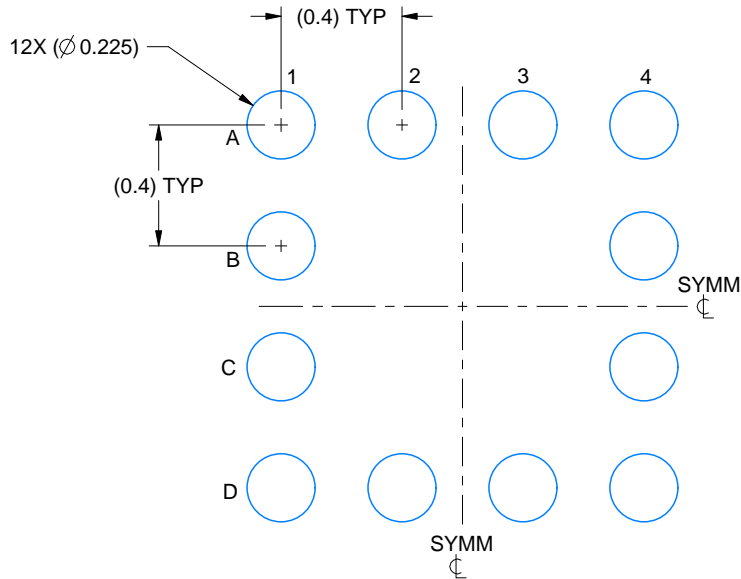 (0.4) TYP
12X (∅ 0.225)
1
2
3
4
A
(0.4) TYP
B
SYMM
℄
C
D
SYMM
℄